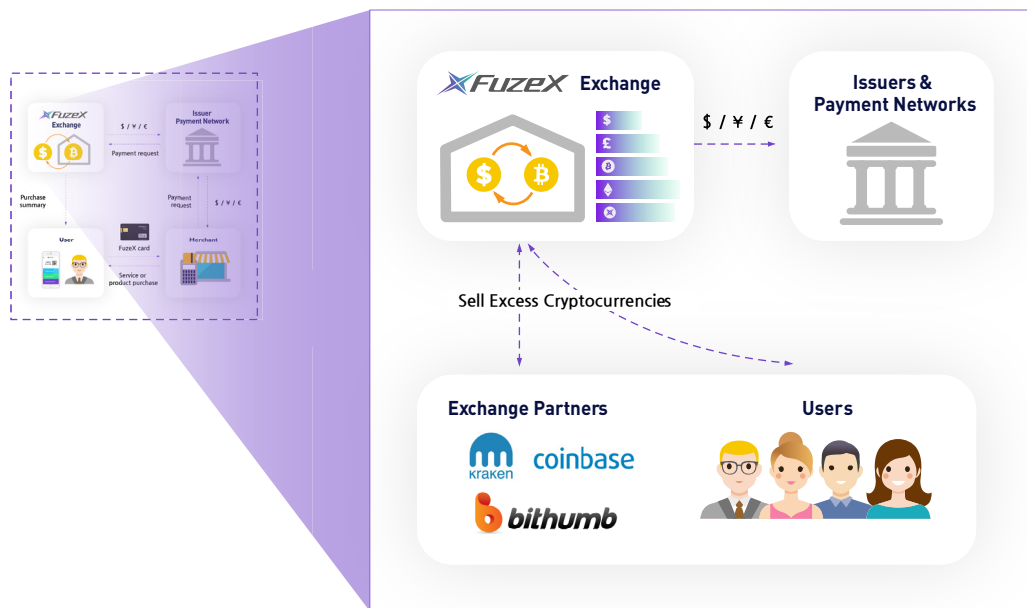 FUZEX
Exchange
Issuer
Payment Network
$ / ¥ / €
Payment request
Purchase
summary
Payment
request
$ / ¥ / €
User
FuzeX card
Merchant
Service or
product purchase
FUZEX Exchange
$ / ¥ / €
Issuers &
Payment Networks
Sell Excess Cryptocurrencies
Exchange Partners
Users
kraken
coinbase
bithumb